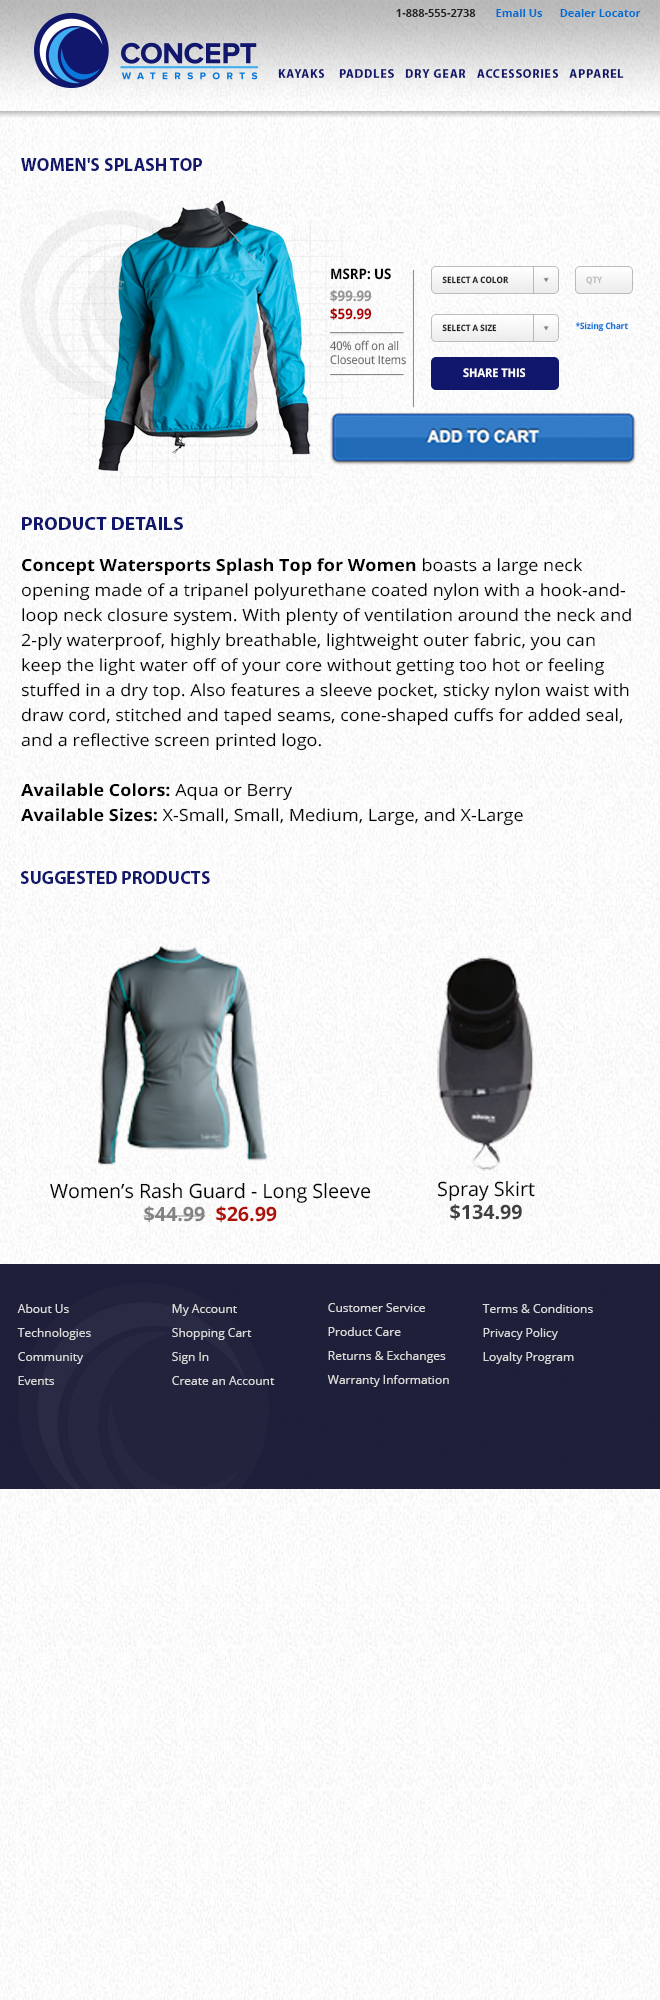 1-888-555-2738 Email Us Dealer Locator
CONCEPT
WATERSPORTS
KAYAKS PADDLES DRY GEAR ACCESSORIES APPAREL
WOMEN'S SPLASH TOP
MSRP: US
$99.99
$59.99
40% off on all
Closeout Items
SELECT A COLOR
QTY
SELECT A SIZE
*Sizing Chart
SHARE THIS
ADD TO CART
PRODUCT DETAILS
Concept Watersports Splash Top for Women boasts a large neck
opening made of a tripanel polyurethane coated nylon with a hook-and-
loop neck closure system. With plenty of ventilation around the neck and
2-ply waterproof, highly breathable, lightweight outer fabric, you can
keep the light water off of your core without getting too hot or feeling
stuffed in a dry top. Also features a sleeve pocket, sticky nylon waist with
draw cord, stitched and taped seams, cone-shaped cuffs for added seal,
and a reflective screen printed logo.
Available Colors: Aqua or Berry
Available Sizes: X-Small, Small, Medium, Large, and X-Large
SUGGESTED PRODUCTS
Women’s Rash Guard - Long Sleeve
$44.99 $26.99
Spray Skirt
$134.99
About Us
Technologies
Community
Events
My Account
Shopping Cart
Sign In
Create an Account
Customer Service
Product Care
Returns & Exchanges
Warranty Information
Terms & Conditions
Privacy Policy
Loyalty Program